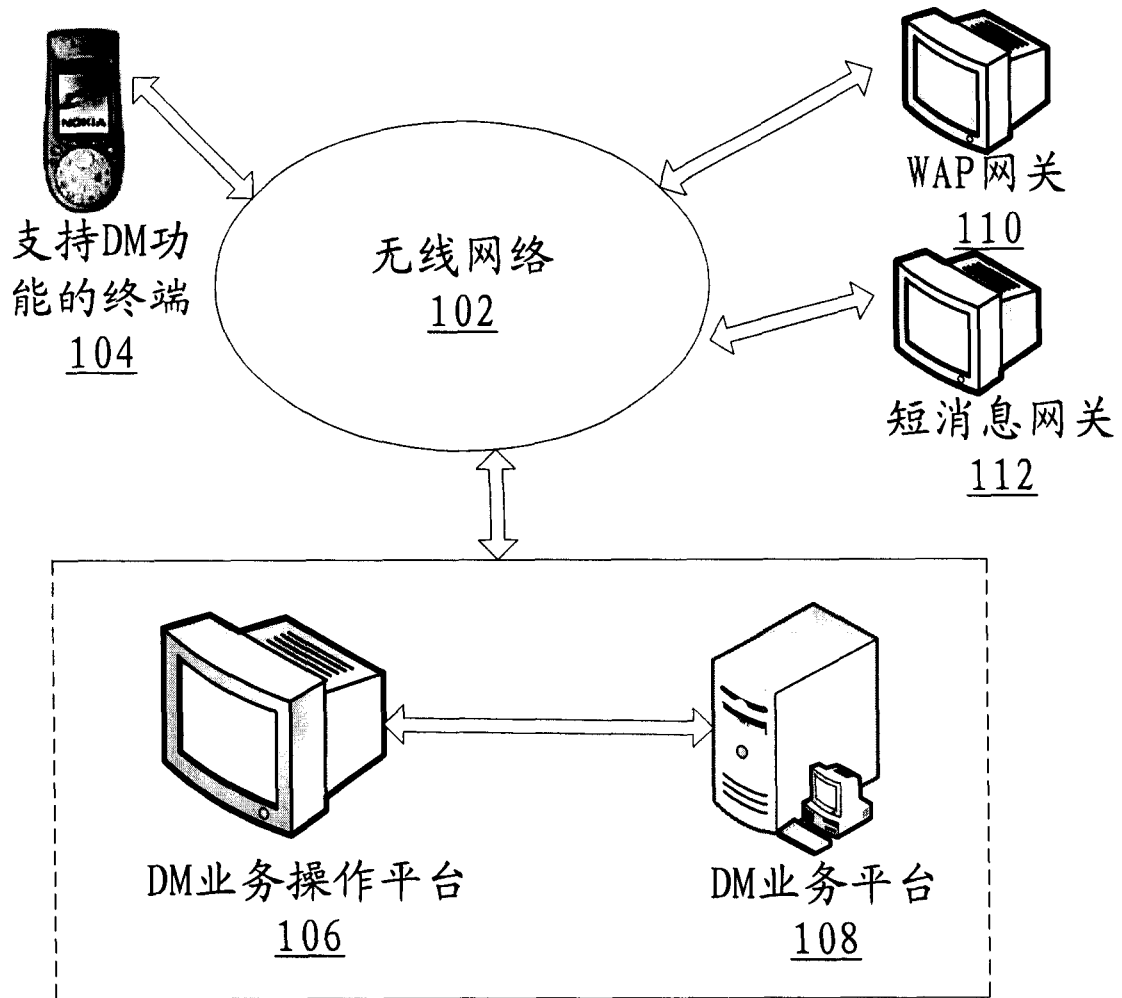 NOKIA
支持DM功
能的终端
104
无线网络
102
WAP网关
110
短消息网关
112
DM业务操作平台
106
DM业务平台
108